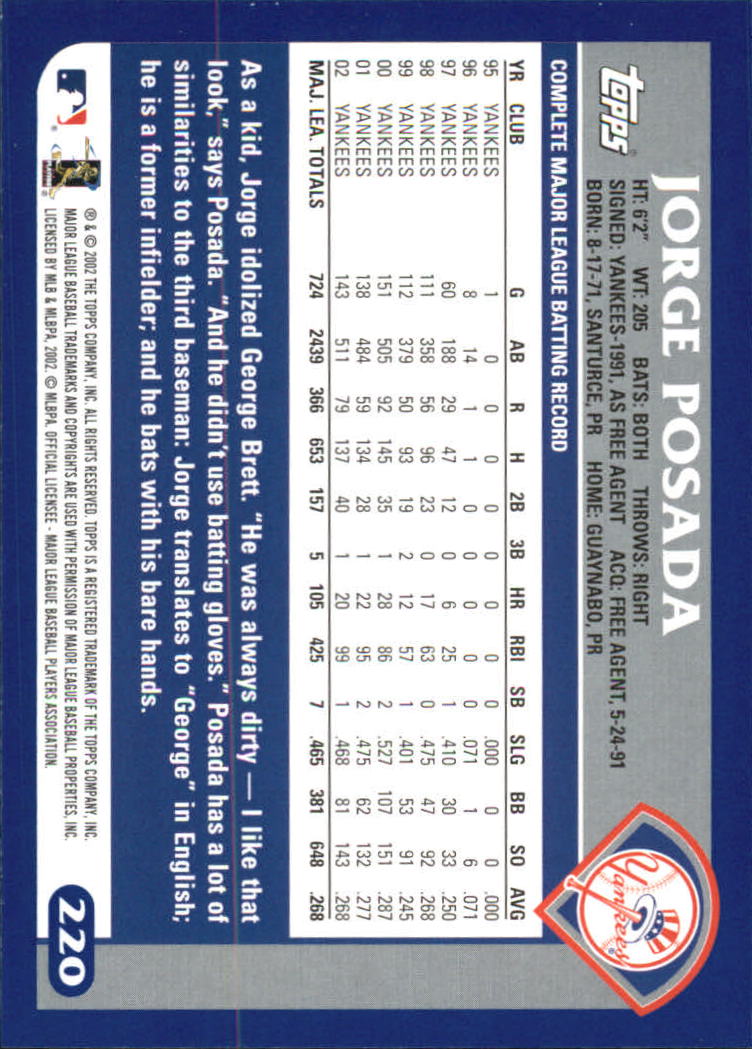 JORGE POSADA
topps
HT: 6'2" WT: 205 BATS: BOTH THROWS: RIGHT
SIGNED: YANKEES-1991, AS FREE AGENT ACQ: FREE AGENT, 5-24-91
BORN: 8-17-71, SANTURCE, PR HOME: GUAYNABO, PR
Yankees
COMPLETE MAJOR LEAGUE BATTING RECORD
YR CLUB G AB R H 2B 3B HR RBI SB SLG BB SO AVG
95 YANKEES 1 0 0 0 0 0 0 0 0 .000 0 0 .000
96 YANKEES 8 14 1 1 0 0 0 0 0 .071 1 6 .071
97 YANKEES 60 188 29 47 12 0 6 25 1 .410 30 33 .250
98 YANKEES 111 358 56 96 23 0 17 63 0 .475 47 92 .268
99 YANKEES 112 379 50 93 19 2 12 57 1 .401 53 91 .245
00 YANKEES 151 505 92 145 35 1 28 86 2 .527 107 151 .287
01 YANKEES 138 484 59 134 28 1 22 95 2 .475 62 132 .277
02 YANKEES 143 511 79 137 40 1 20 99 1 .468 81 143 .268
MAJ. LEA. TOTALS 724 2439 366 653 157 5 105 425 7 .465 381 648 .268
As a kid, Jorge idolized George Brett. "He was always dirty — I like that
look," says Posada. "And he didn't use batting gloves." Posada has a lot of
similarities to the third baseman: Jorge translates to "George" in English;
he is a former infielder; and he bats with his bare hands.
® & © 2002 THE TOPPS COMPANY, INC. ALL RIGHTS RESERVED. TOPPS IS A REGISTERED TRADEMARK OF THE TOPPS COMPANY, INC.
MAJOR LEAGUE BASEBALL TRADEMARKS AND COPYRIGHTS ARE USED WITH PERMISSION OF MAJOR LEAGUE BASEBALL PROPERTIES, INC.
LICENSED BY MLB & MLBPA, 2002. © MLBPA. OFFICIAL LICENSEE - MAJOR LEAGUE BASEBALL PLAYERS ASSOCIATION.
220